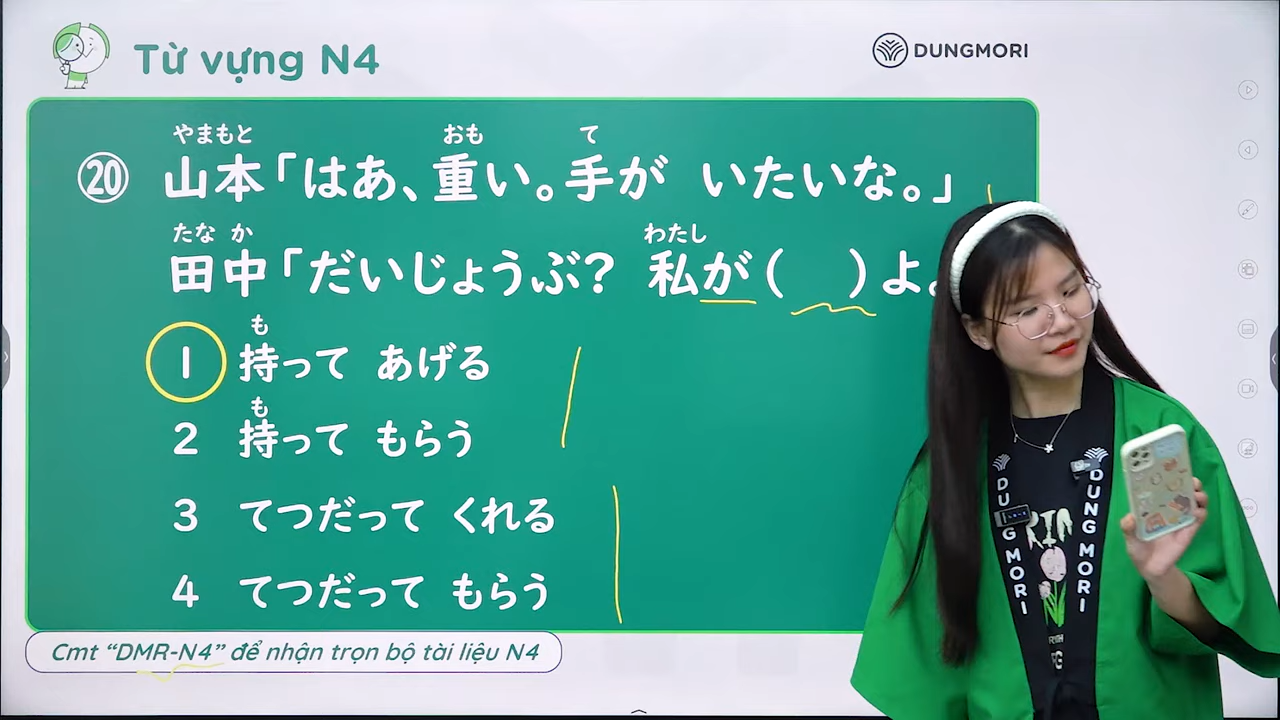 Từ vựng N4
DUNGMORI
やまもと おも て
⑳ 山本「はあ、重い。手が いたいな。」
たなか わたし
田中「だいじょうぶ? 私が( )よ。
も
1 持って あげる
も
2 持って もらう
3 てつだって くれる
4 てつだって もらう
Cmt “DMR-N4” để nhận trọn bộ tài liệu N4
DUNGMORI
DUNG MORI